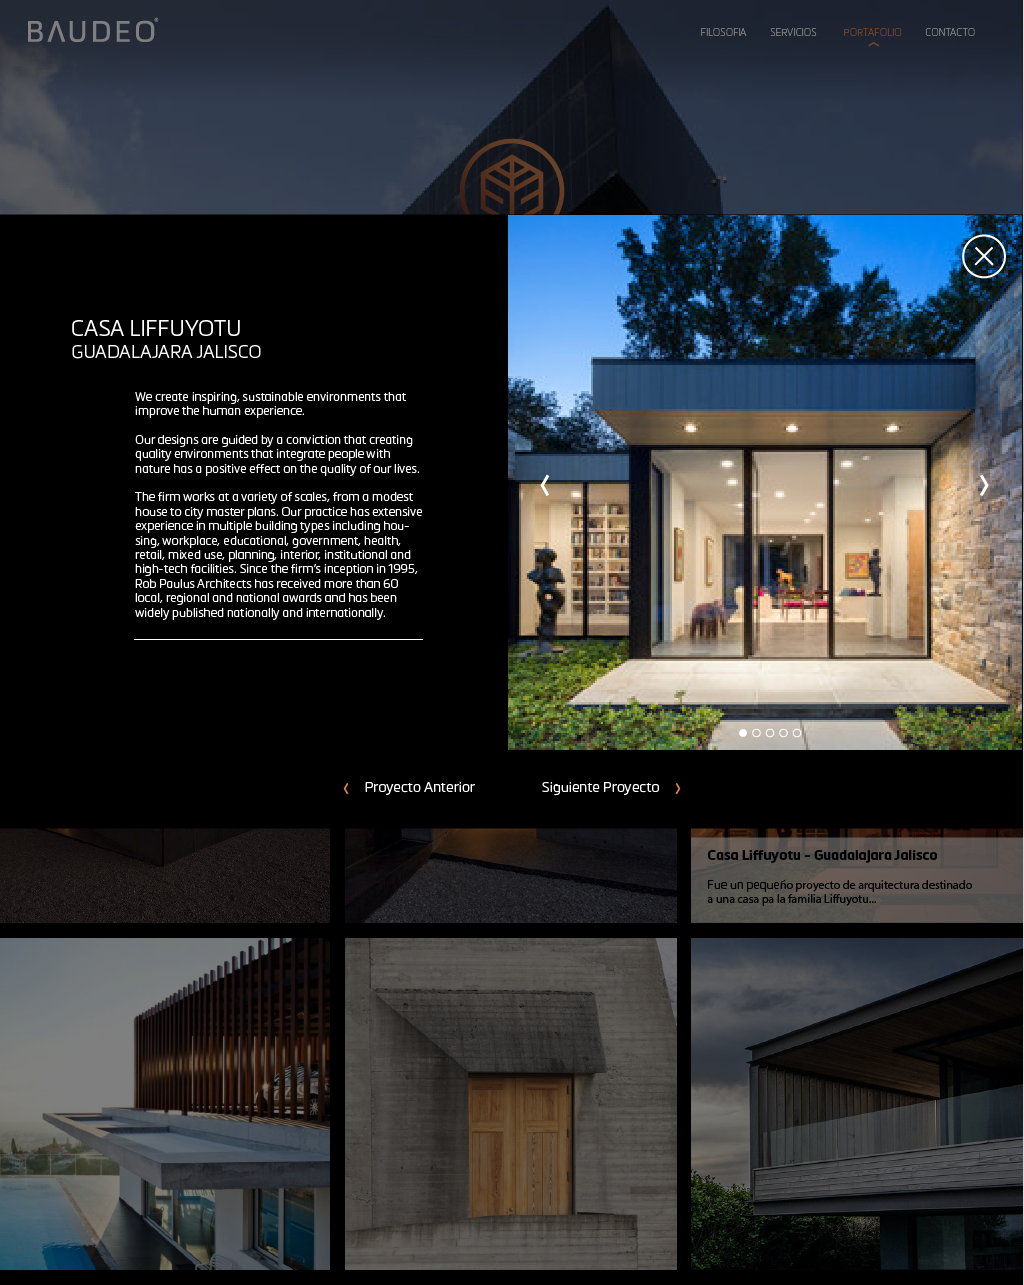 BAUDEO®
FILOSOFIA SERVICIOS PORTAFOLIO CONTACTO
CASA LIFFUYOTU
GUADALAJARA JALISCO
We create inspiring, sustainable environments that
improve the human experience.
Our designs are guided by a conviction that creating
quality environments that integrate people with
nature has a positive effect on the quality of our lives.
The firm works at a variety of scales, from a modest
house to city master plans. Our practice has extensive
experience in multiple building types including hou-
sing, workplace, educational, government, health,
retail, mixed use, planning, interior, institutional and
high-tech facilities. Since the firm's inception in 1995,
Rob Paulus Architects has received more than 60
local, regional and national awards and has been
widely published nationally and internationally.
Proyecto Anterior Siguiente Proyecto
Casa Liffuyotu - Guadalajara Jalisco
Fue un pequeño proyecto de arquitectura destinado
a una casa pa la familia Liffuyotu...